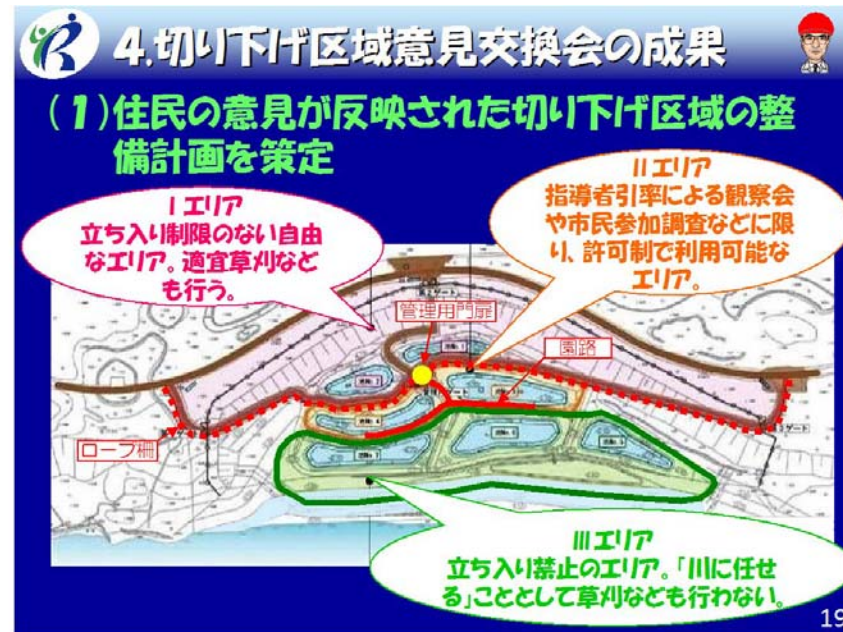 4.切り下げ区域意見交換会の成果
(1)住民の意見が反映された切り下げ区域の整
備計画を策定
IIエリア
指導者引率による観察会
や市民参加調査などに限
り、許可制で利用可能な
エリア。
Iエリア
立ち入り制限のない自由
なエリア。適宜草刈など
も行う。
管理用門扉
園路
ロープ柵
IIIエリア
立ち入り禁止のエリア。「川に任せ
る」こととして草刈なども行わない。
19